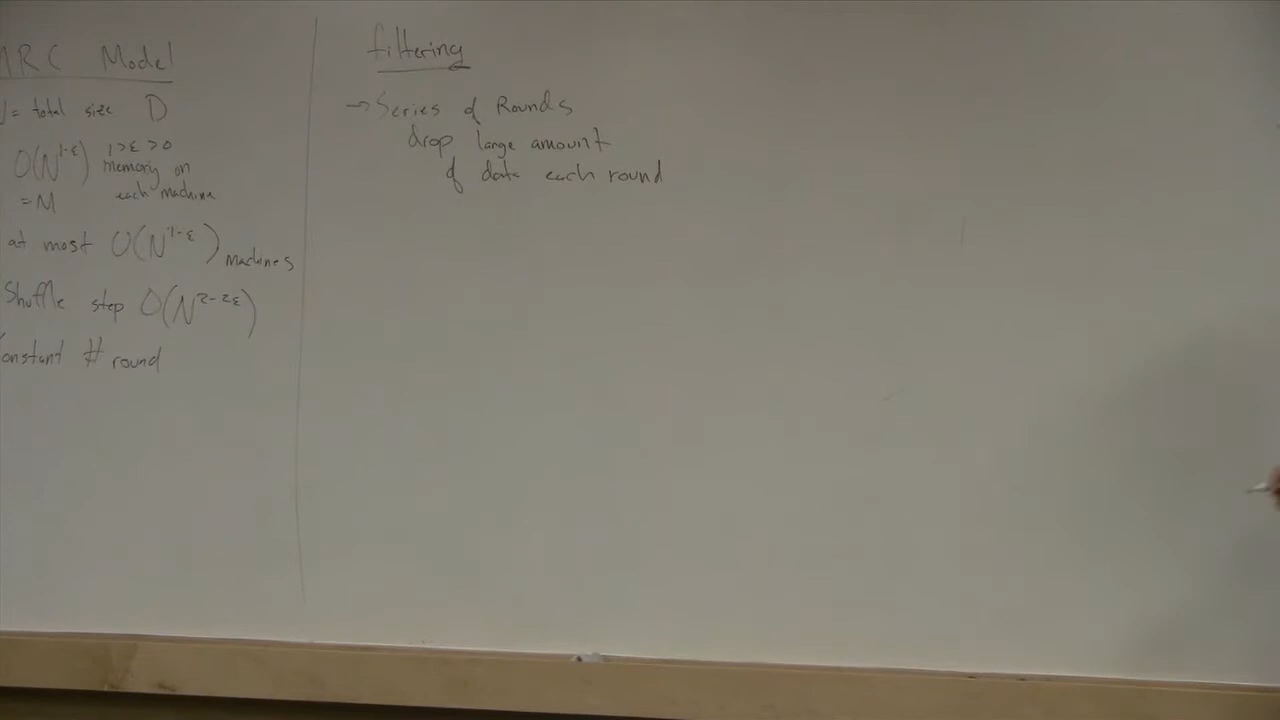 MRC Model
= total size D
O(N^{1-ε}) 1>ε>0
memory on
= M each machine
at most O(N^{1-ε}) machines
Shuffle step O(N^{2-2ε})
onstant # round
filtering
→ Series of Rounds
drop large amount
of data each round